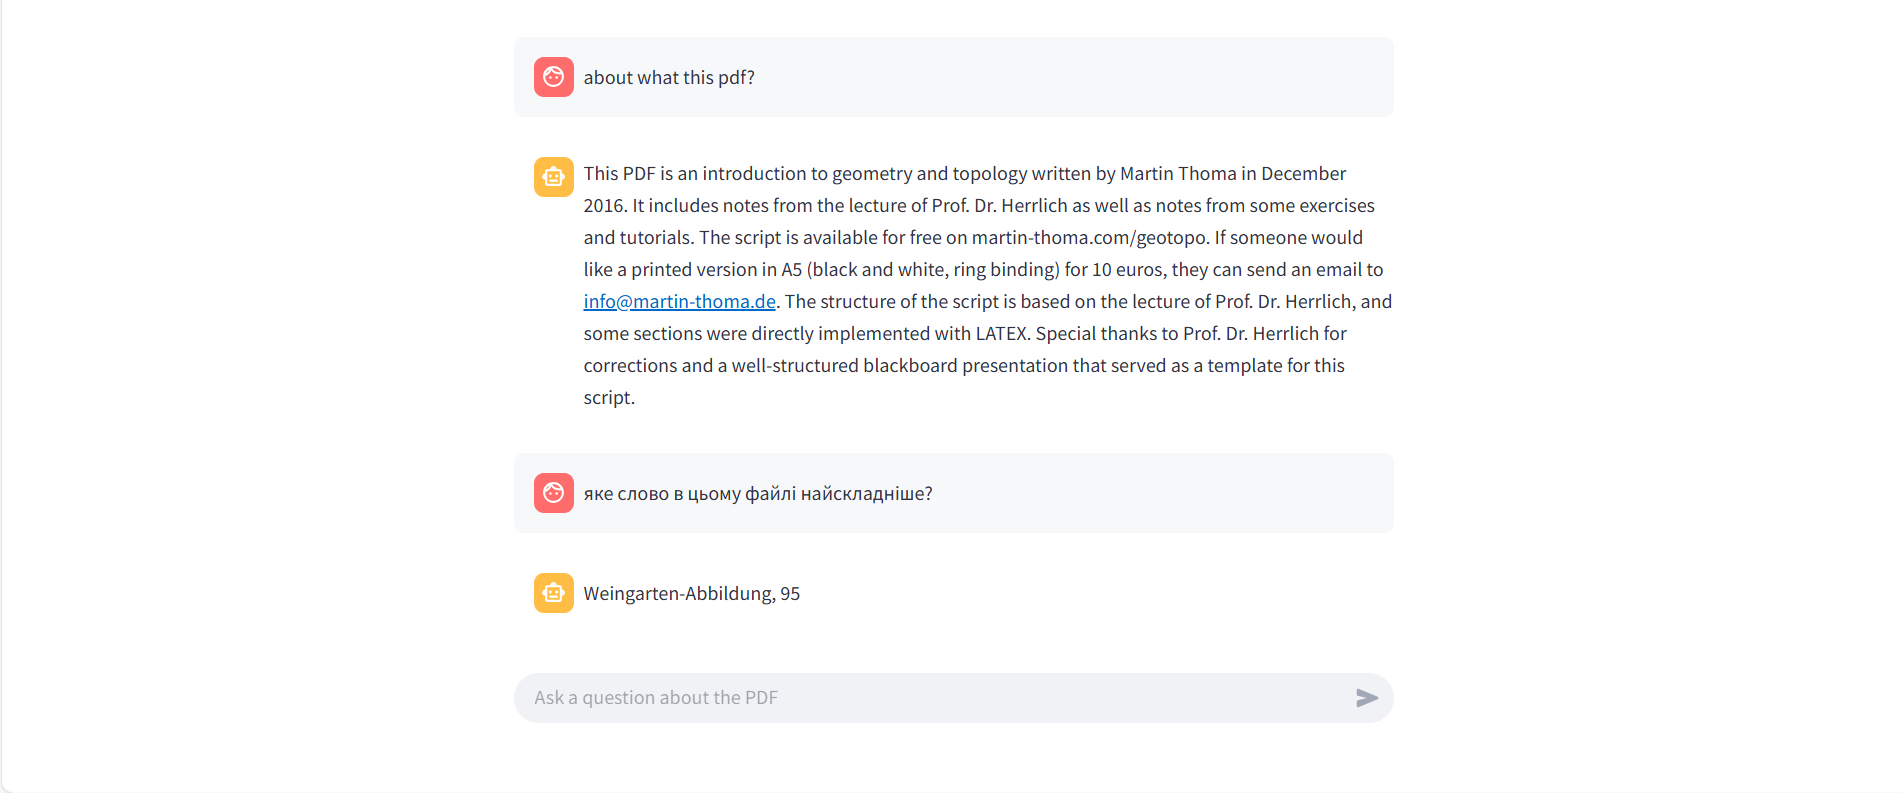 about what this pdf?
This PDF is an introduction to geometry and topology written by Martin Thoma in December
2016. It includes notes from the lecture of Prof. Dr. Herrlich as well as notes from some exercises
and tutorials. The script is available for free on martin-thoma.com/geotopo. If someone would
like a printed version in A5 (black and white, ring binding) for 10 euros, they can send an email to
info@martin-thoma.de. The structure of the script is based on the lecture of Prof. Dr. Herrlich, and
some sections were directly implemented with LATEX. Special thanks to Prof. Dr. Herrlich for
corrections and a well-structured blackboard presentation that served as a template for this
script.
яке слово в цьому файлі найскладніше?
Weingarten-Abbildung, 95
Ask a question about the PDF